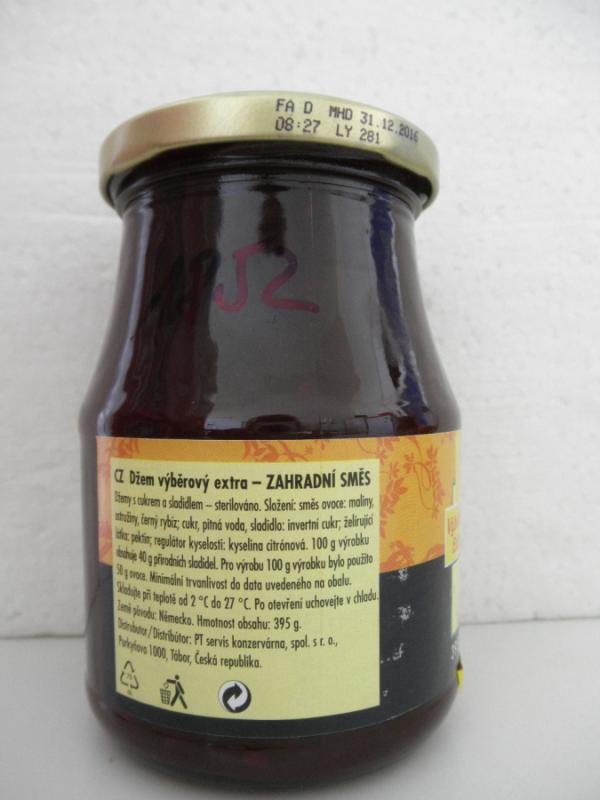 FA D MHD 31.12.2016
08:27 LY 281
52
CZ Džem výběrový extra – ZAHRADNÍ SMĚS
Džemy s cukrem a sladidlem – sterilováno. Složení: směs ovoce: maliny,
ostružiny, černý rybíz; cukr, pitná voda, sladidlo: invertní cukr; želírující
látka: pektin; regulátor kyselosti: kyselina citrónová. 100 g výrobku
obsahuje 40 g přírodních sladidel. Pro výrobu 100 g výrobku bylo použito
50 g ovoce. Minimální trvanlivost do data uvedeného na obalu.
Skladujte při teplotě od 2 °C do 27 °C. Po otevření uchovejte v chladu.
Země původu: Německo. Hmotnost obsahu: 395 g.
Distrubutor / Distribútor: PT servis konzervárna, spol. s r. o.,
Purkyňova 1000, Tábor, Česká republika.